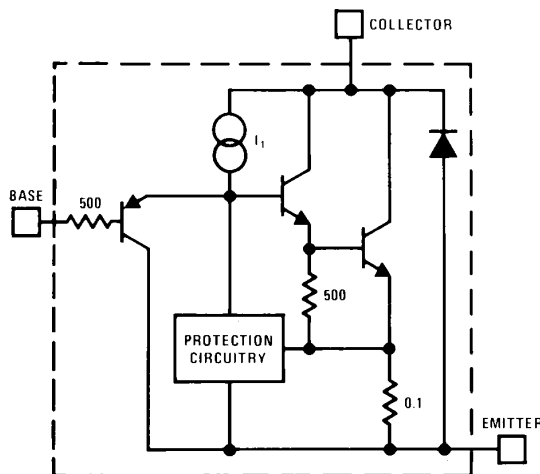 COLLECTOR
I₁
BASE
500
500
PROTECTION
CIRCUITRY
0.1
EMITTER